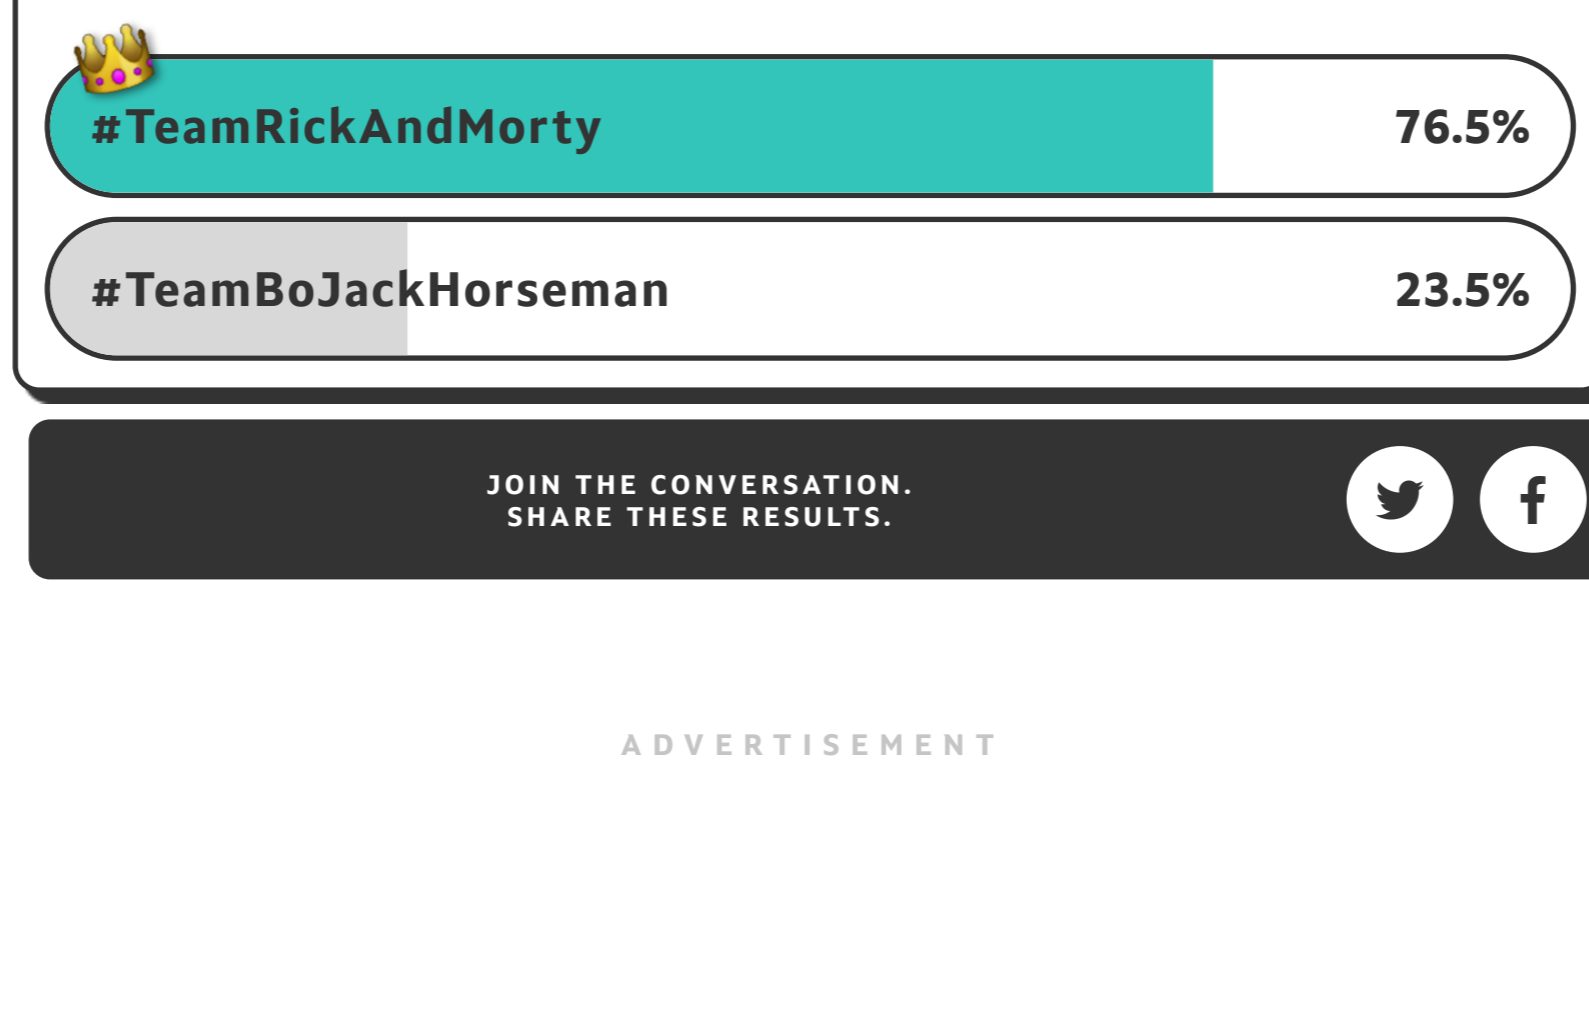 #TeamRickAndMorty 76.5%
#TeamBoJackHorseman 23.5%
JOIN THE CONVERSATION.
SHARE THESE RESULTS.
ADVERTISEMENT